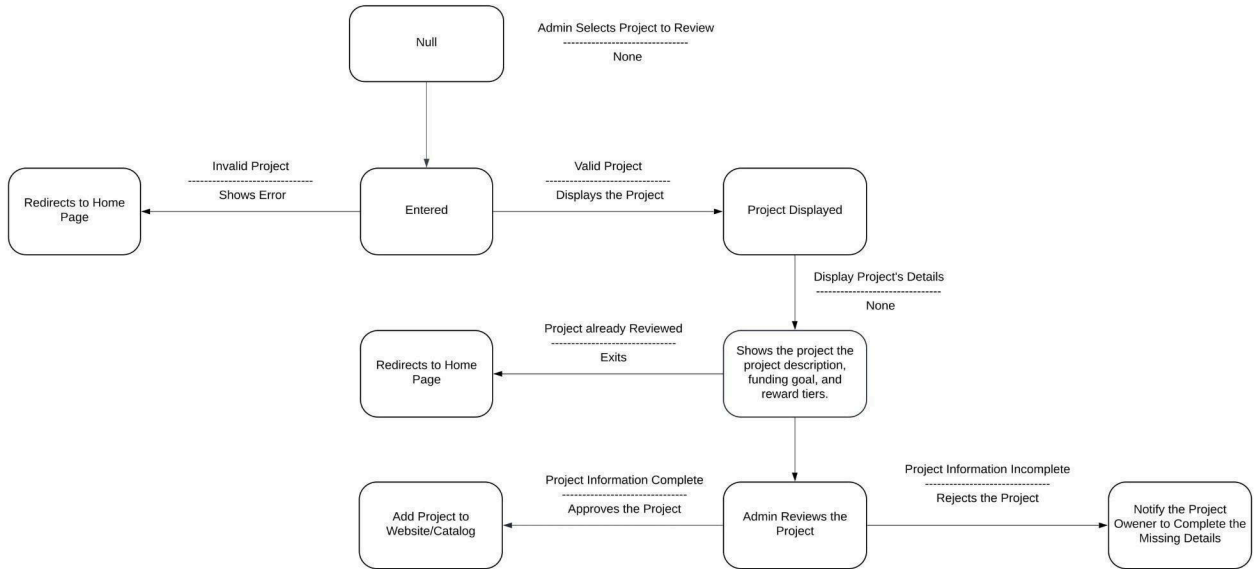 Null
Admin Selects Project to Review
-------------------------------
None
Invalid Project
-------------------------
Shows Error
Valid Project
--------------------------
Displays the Project
Redirects to Home
Page
Entered
Project Displayed
Display Project's Details
--------------------------
None
Project already Reviewed
--------------------------
Exits
Redirects to Home
Page
Shows the project the
project description,
funding goal, and
reward tiers.
Project Information Complete
--------------------------
Approves the Project
Project Information Incomplete
--------------------------
Rejects the Project
Add Project to
Website/Catalog
Admin Reviews the
Project
Notify the Project
Owener to Complete the
Missing Details